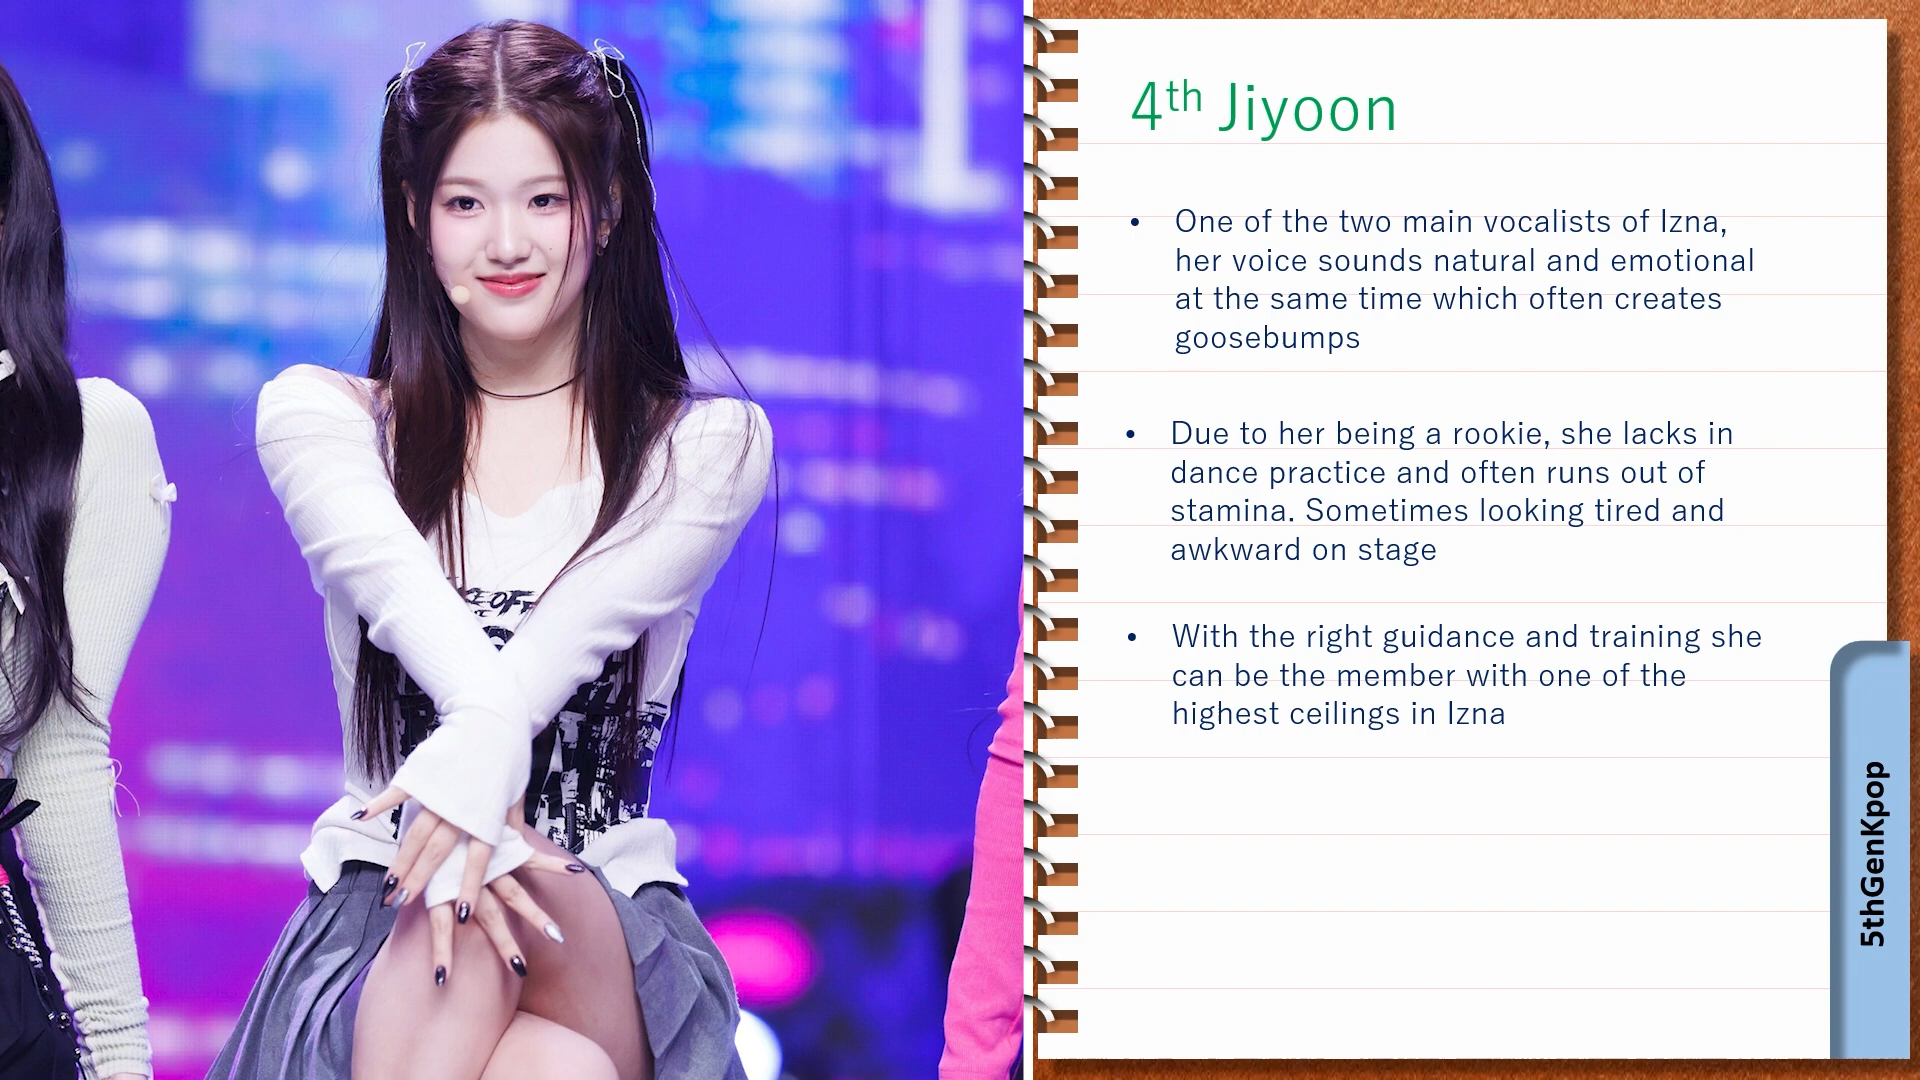 4th Jiyoon
• One of the two main vocalists of Izna,
her voice sounds natural and emotional
at the same time which often creates
goosebumps
• Due to her being a rookie, she lacks in
dance practice and often runs out of
stamina. Sometimes looking tired and
awkward on stage
• With the right guidance and training she
can be the member with one of the
highest ceilings in Izna
5thGenKpop